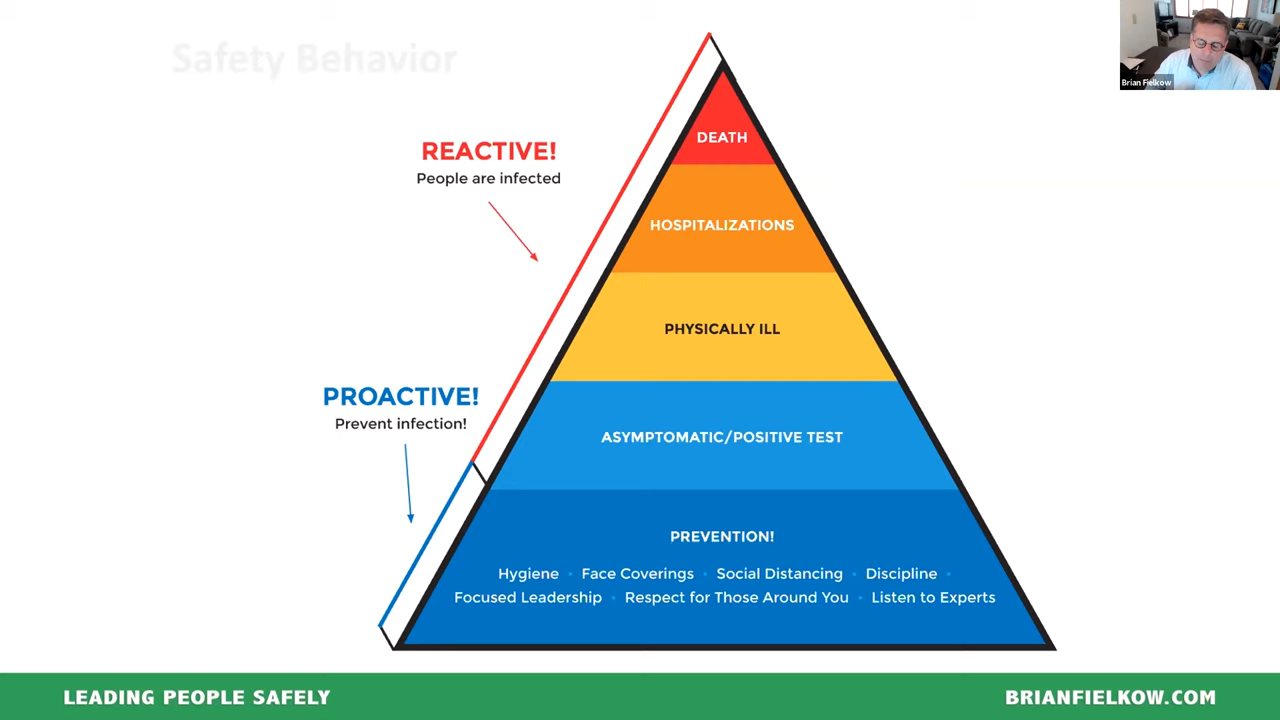 Safety Behavior
Brian Fielkow
REACTIVE!
People are infected
PROACTIVE!
Prevent infection!
DEATH
HOSPITALIZATIONS
PHYSICALLY ILL
ASYMPTOMATIC/POSITIVE TEST
PREVENTION!
Hygiene • Face Coverings • Social Distancing • Discipline •
Focused Leadership • Respect for Those Around You • Listen to Experts
LEADING PEOPLE SAFELY
BRIANFIELKOW.COM